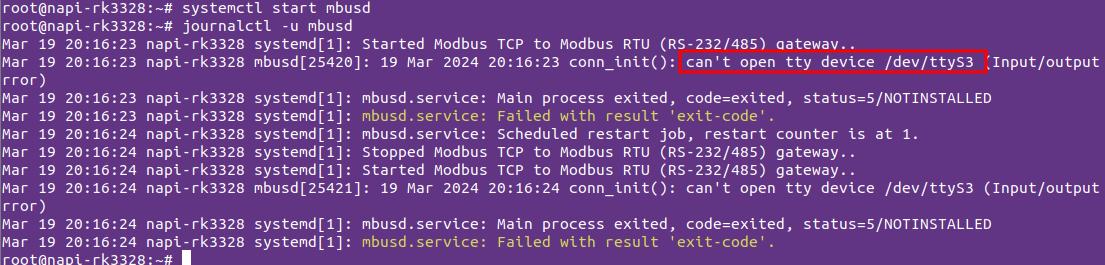 root@napi-rk3328:~# systemctl start mbusd
root@napi-rk3328:~# journalctl -u mbusd
Mar 19 20:16:23 napi-rk3328 systemd[1]: Started Modbus TCP to Modbus RTU (RS-232/485) gateway..
Mar 19 20:16:23 napi-rk3328 mbusd[25420]: 19 Mar 2024 20:16:23 conn_init(): can't open tty device /dev/ttyS3 (Input/output
rror)
Mar 19 20:16:23 napi-rk3328 systemd[1]: mbusd.service: Main process exited, code=exited, status=5/NOTINSTALLED
Mar 19 20:16:23 napi-rk3328 systemd[1]: mbusd.service: Failed with result 'exit-code'.
Mar 19 20:16:24 napi-rk3328 systemd[1]: mbusd.service: Scheduled restart job, restart counter is at 1.
Mar 19 20:16:24 napi-rk3328 systemd[1]: Stopped Modbus TCP to Modbus RTU (RS-232/485) gateway..
Mar 19 20:16:24 napi-rk3328 systemd[1]: Started Modbus TCP to Modbus RTU (RS-232/485) gateway..
Mar 19 20:16:24 napi-rk3328 mbusd[25421]: 19 Mar 2024 20:16:24 conn_init(): can't open tty device /dev/ttyS3 (Input/output
rror)
Mar 19 20:16:24 napi-rk3328 systemd[1]: mbusd.service: Main process exited, code=exited, status=5/NOTINSTALLED
Mar 19 20:16:24 napi-rk3328 systemd[1]: mbusd.service: Failed with result 'exit-code'.
root@napi-rk3328:~#